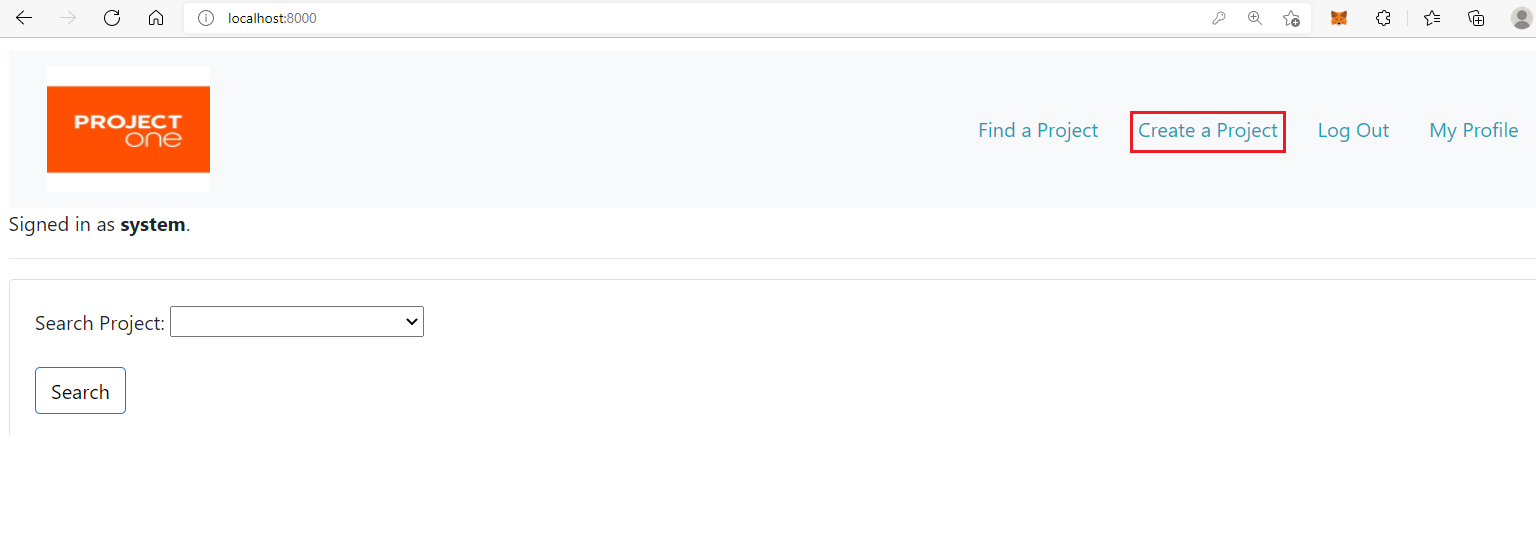 localhost:8000
PROJECT
one
Find a Project Create a Project Log Out My Profile
Signed in as system.
Search Project:
Search